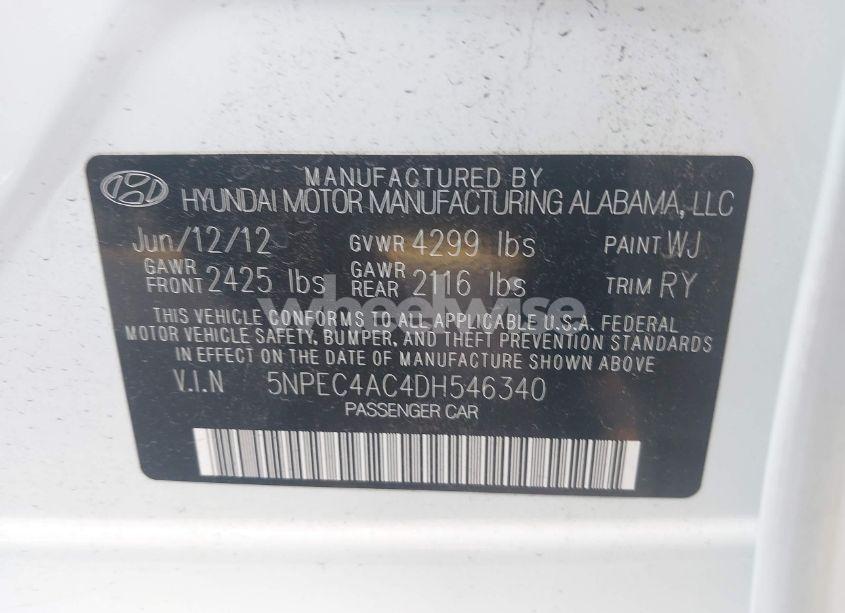 MANUFACTURED BY
HYUNDAI MOTOR MANUFACTURING ALABAMA, LLC
Jun/12/12 GVWR 4299 lbs PAINT WJ
GAWR FRONT 2425 lbs GAWR REAR 2116 lbs TRIM RY
wheelwise
THIS VEHICLE CONFORMS TO ALL APPLICABLE U.S.A. FEDERAL
MOTOR VEHICLE SAFETY, BUMPER, AND THEFT PREVENTION STANDARDS
IN EFFECT ON THE DATE OF MANUFACTURE SHOWN ABOVE
V.I.N 5NPEC4AC4DH546340
PASSENGER CAR